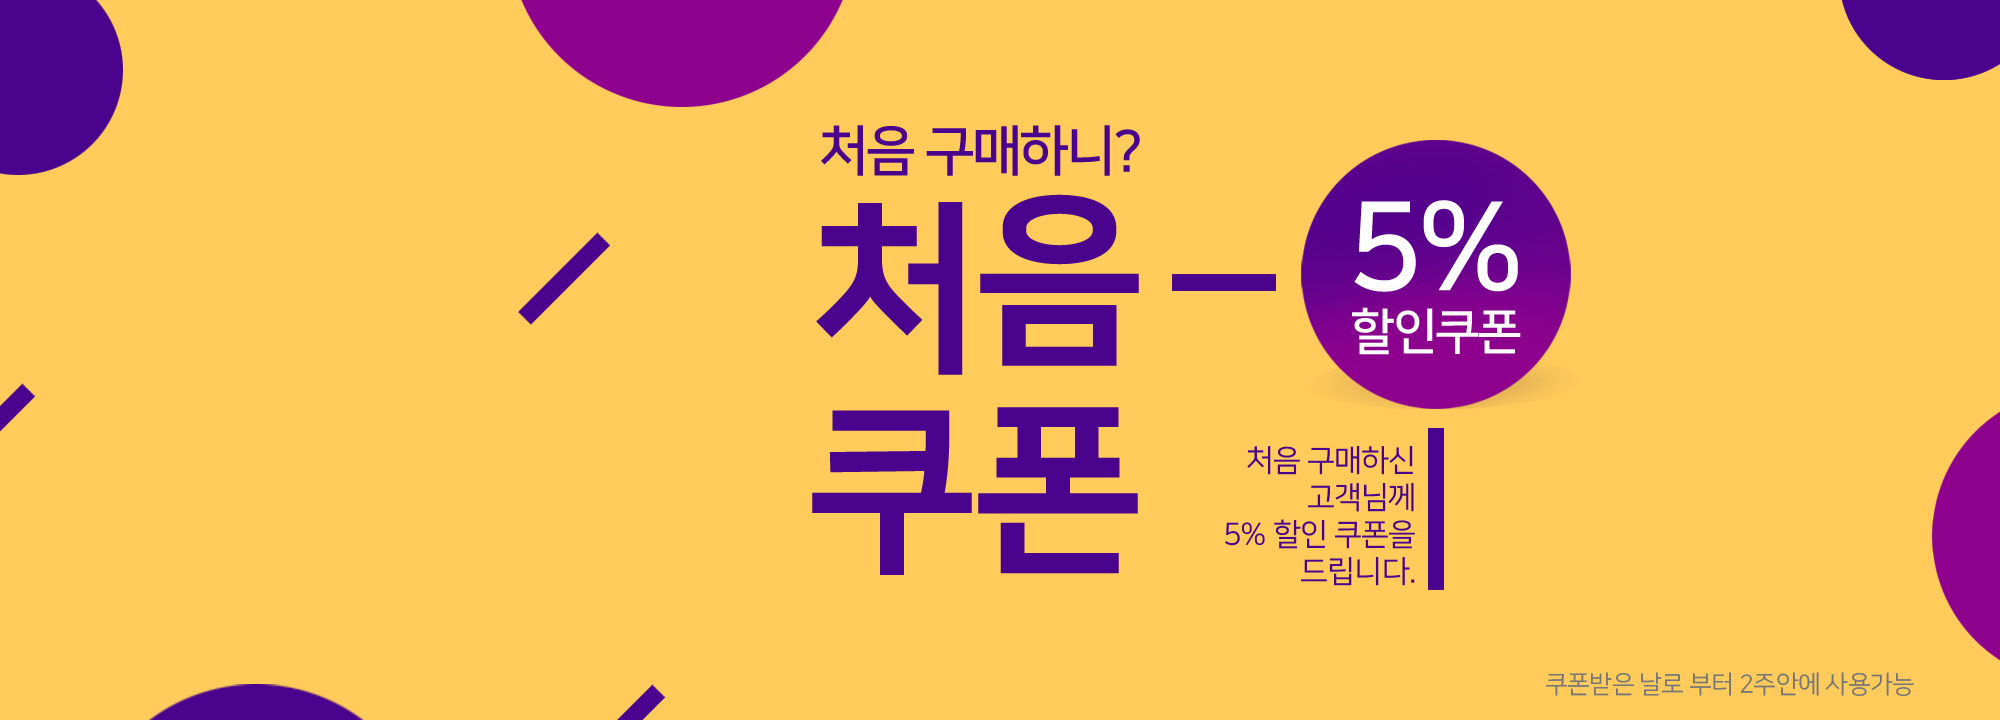 처음 구매하니?
처음
쿠폰
5%
할인쿠폰
처음 구매하신
고객님께
5% 할인 쿠폰을
드립니다.
쿠폰받은 날로 부터 2주안에 사용가능